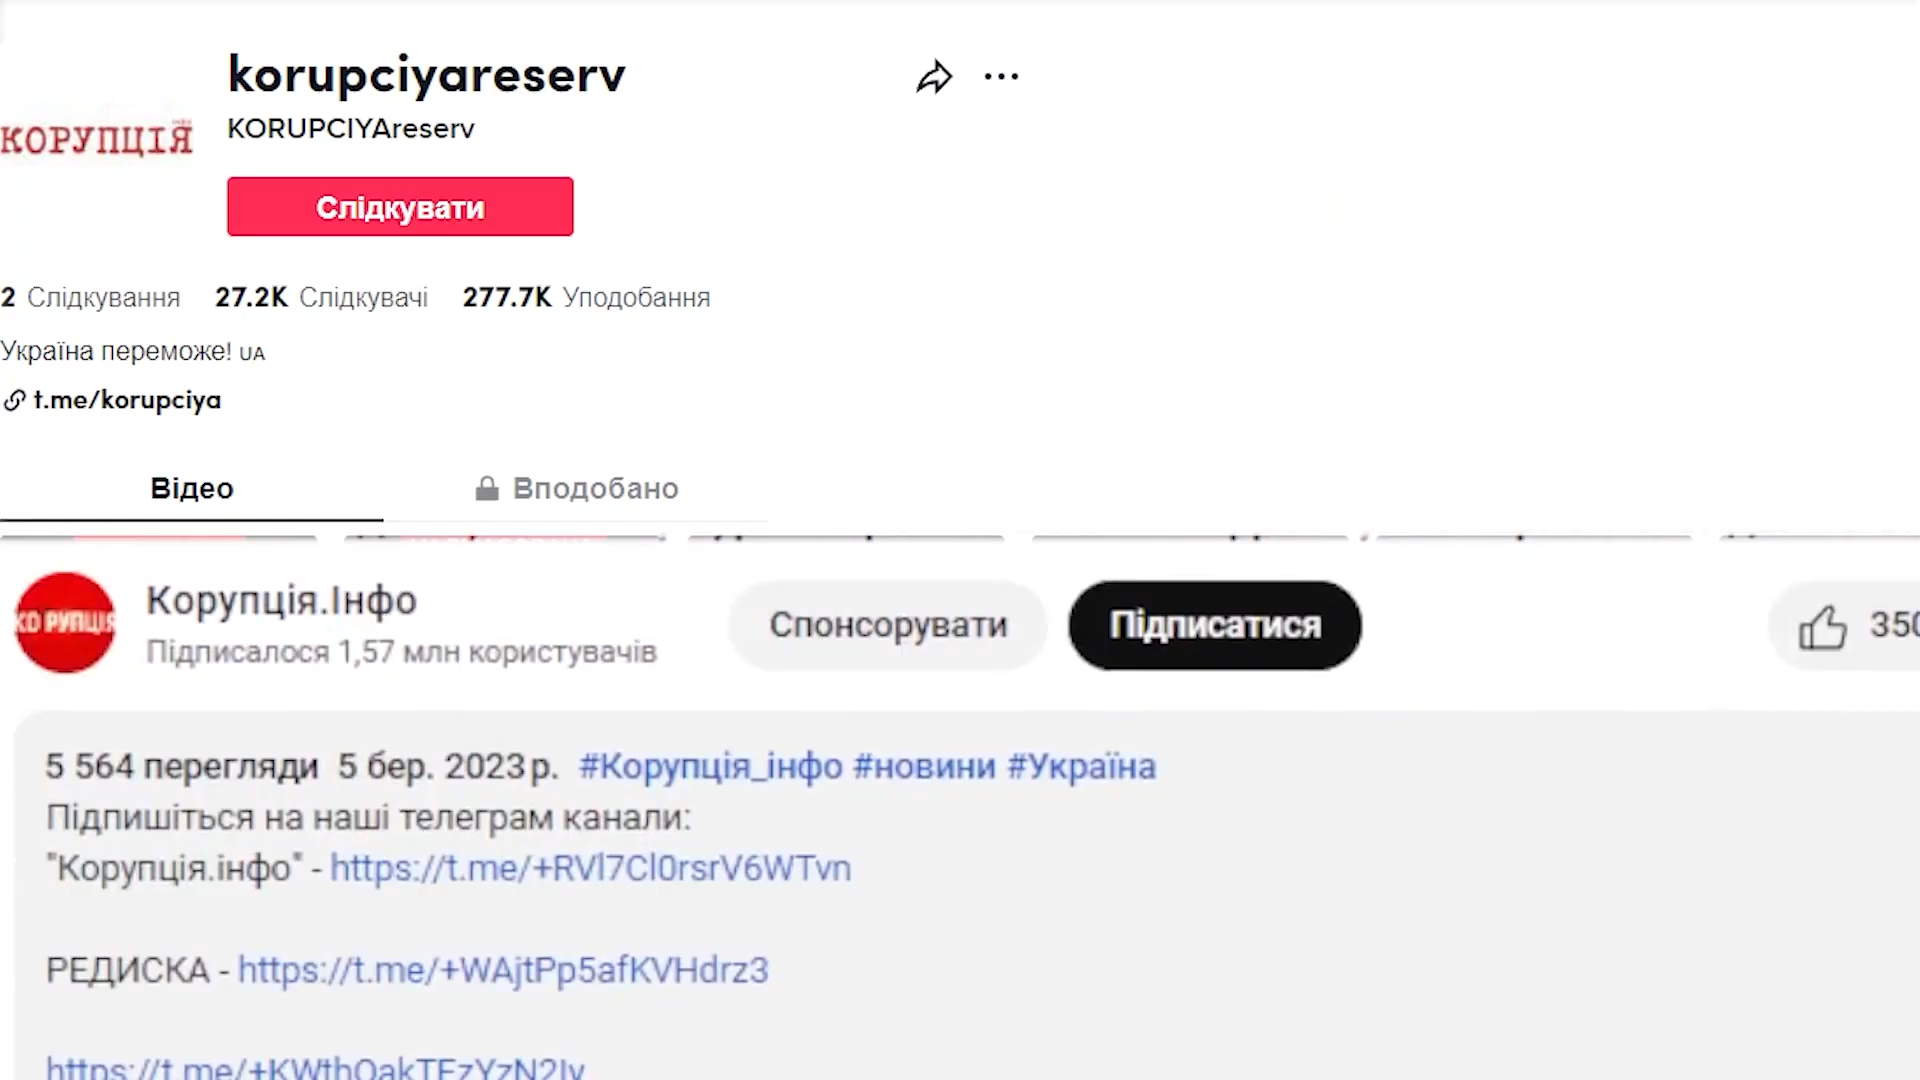 korupciyareserv
KORUPCIYAreserv
КОРУПЦІЯ
Слідкувати
2 Слідкування 27.2K Слідкувачі 277.7K Уподобання
Україна переможе! UA
t.me/korupciya
Відео Вподобано
Корупція.Інфо
КОРУПЦІЯ
Підписалося 1,57 млн користувачів
Спонсорувати
Підписатися
350
5 564 перегляди 5 бер. 2023 р. #Корупція_інфо #новини #Україна
Підпишіться на наші телеграм канали:
"Корупція.інфо" - https://t.me/+RVl7Cl0rsrV6WTvn
РЕДИСКА - https://t.me/+WAjtPp5afKVHdrz3